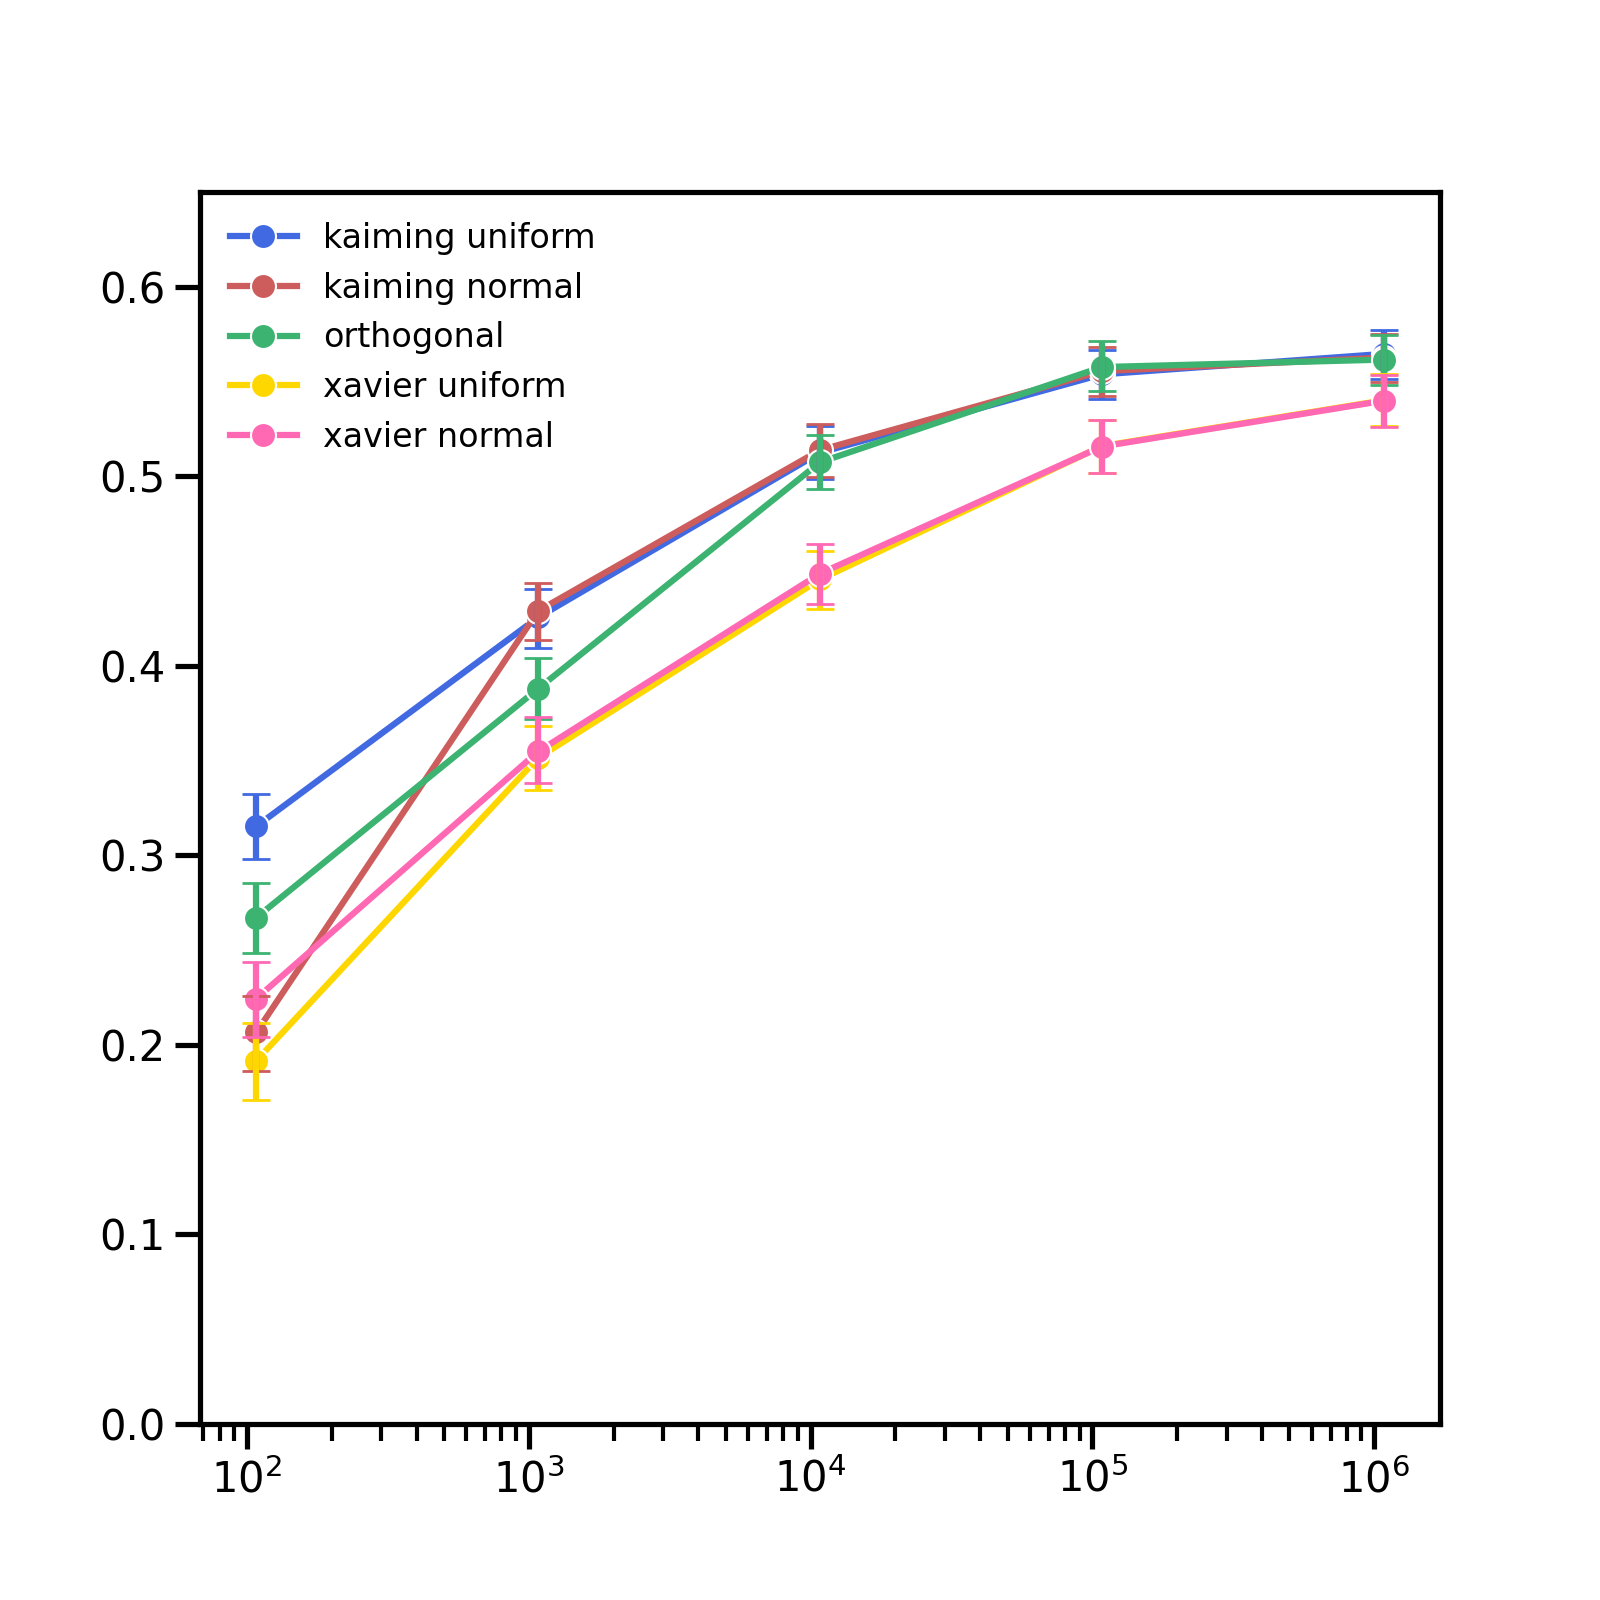 kaiming uniform
kaiming normal
orthogonal
xavier uniform
xavier normal
0.6
0.5
0.4
0.3
0.2
0.1
0.0
10² 10³ 10⁴ 10⁵ 10⁶